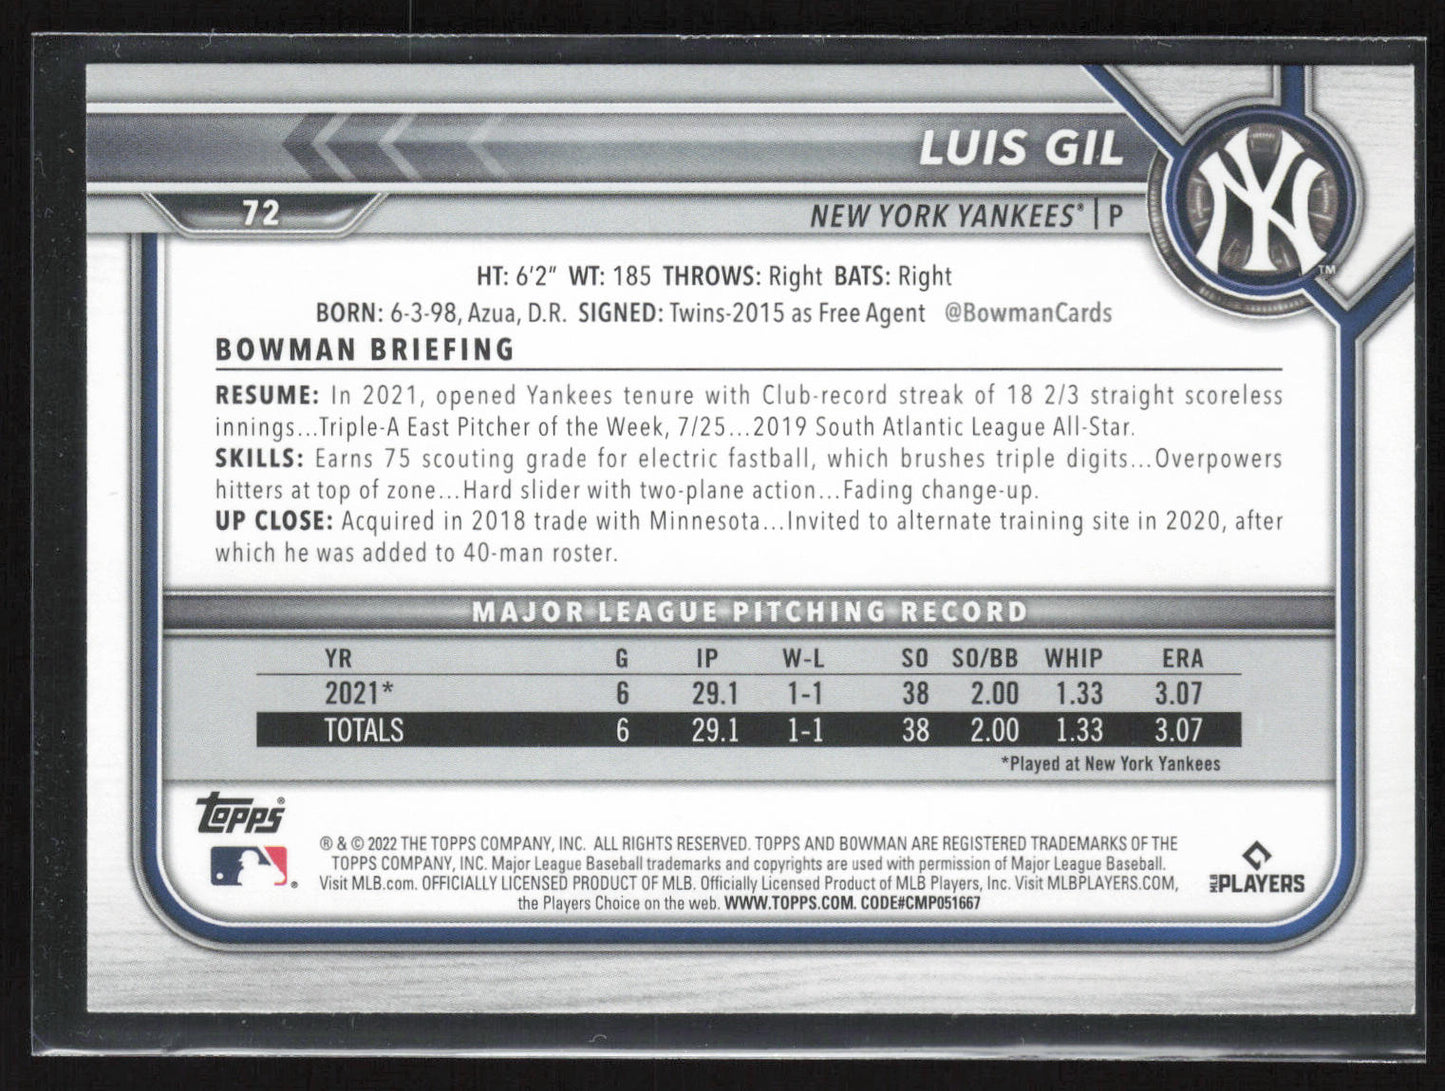 LUIS GIL
72
NEW YORK YANKEES® | P
NY
TM
HT: 6'2" WT: 185 THROWS: Right BATS: Right
BORN: 6-3-98, Azua, D.R. SIGNED: Twins-2015 as Free Agent @BowmanCards
BOWMAN BRIEFING
RESUME: In 2021, opened Yankees tenure with Club-record streak of 18 2/3 straight scoreless
innings...Triple-A East Pitcher of the Week, 7/25...2019 South Atlantic League All-Star.
SKILLS: Earns 75 scouting grade for electric fastball, which brushes triple digits...Overpowers
hitters at top of zone...Hard slider with two-plane action...Fading change-up.
UP CLOSE: Acquired in 2018 trade with Minnesota...Invited to alternate training site in 2020, after
which he was added to 40-man roster.
MAJOR LEAGUE PITCHING RECORD
YR G IP W-L SO SO/BB WHIP ERA
2021* 6 29.1 1-1 38 2.00 1.33 3.07
TOTALS 6 29.1 1-1 38 2.00 1.33 3.07
*Played at New York Yankees
topps®
® & © 2022 THE TOPPS COMPANY, INC. ALL RIGHTS RESERVED. TOPPS AND BOWMAN ARE REGISTERED TRADEMARKS OF THE
TOPPS COMPANY, INC. Major League Baseball trademarks and copyrights are used with permission of Major League Baseball.
Visit MLB.com. OFFICIALLY LICENSED PRODUCT OF MLB. Officially Licensed Product of MLB Players, Inc. Visit MLBPLAYERS.COM,
the Players Choice on the web. WWW.TOPPS.COM. CODE#CMP051667
MLB PLAYERS